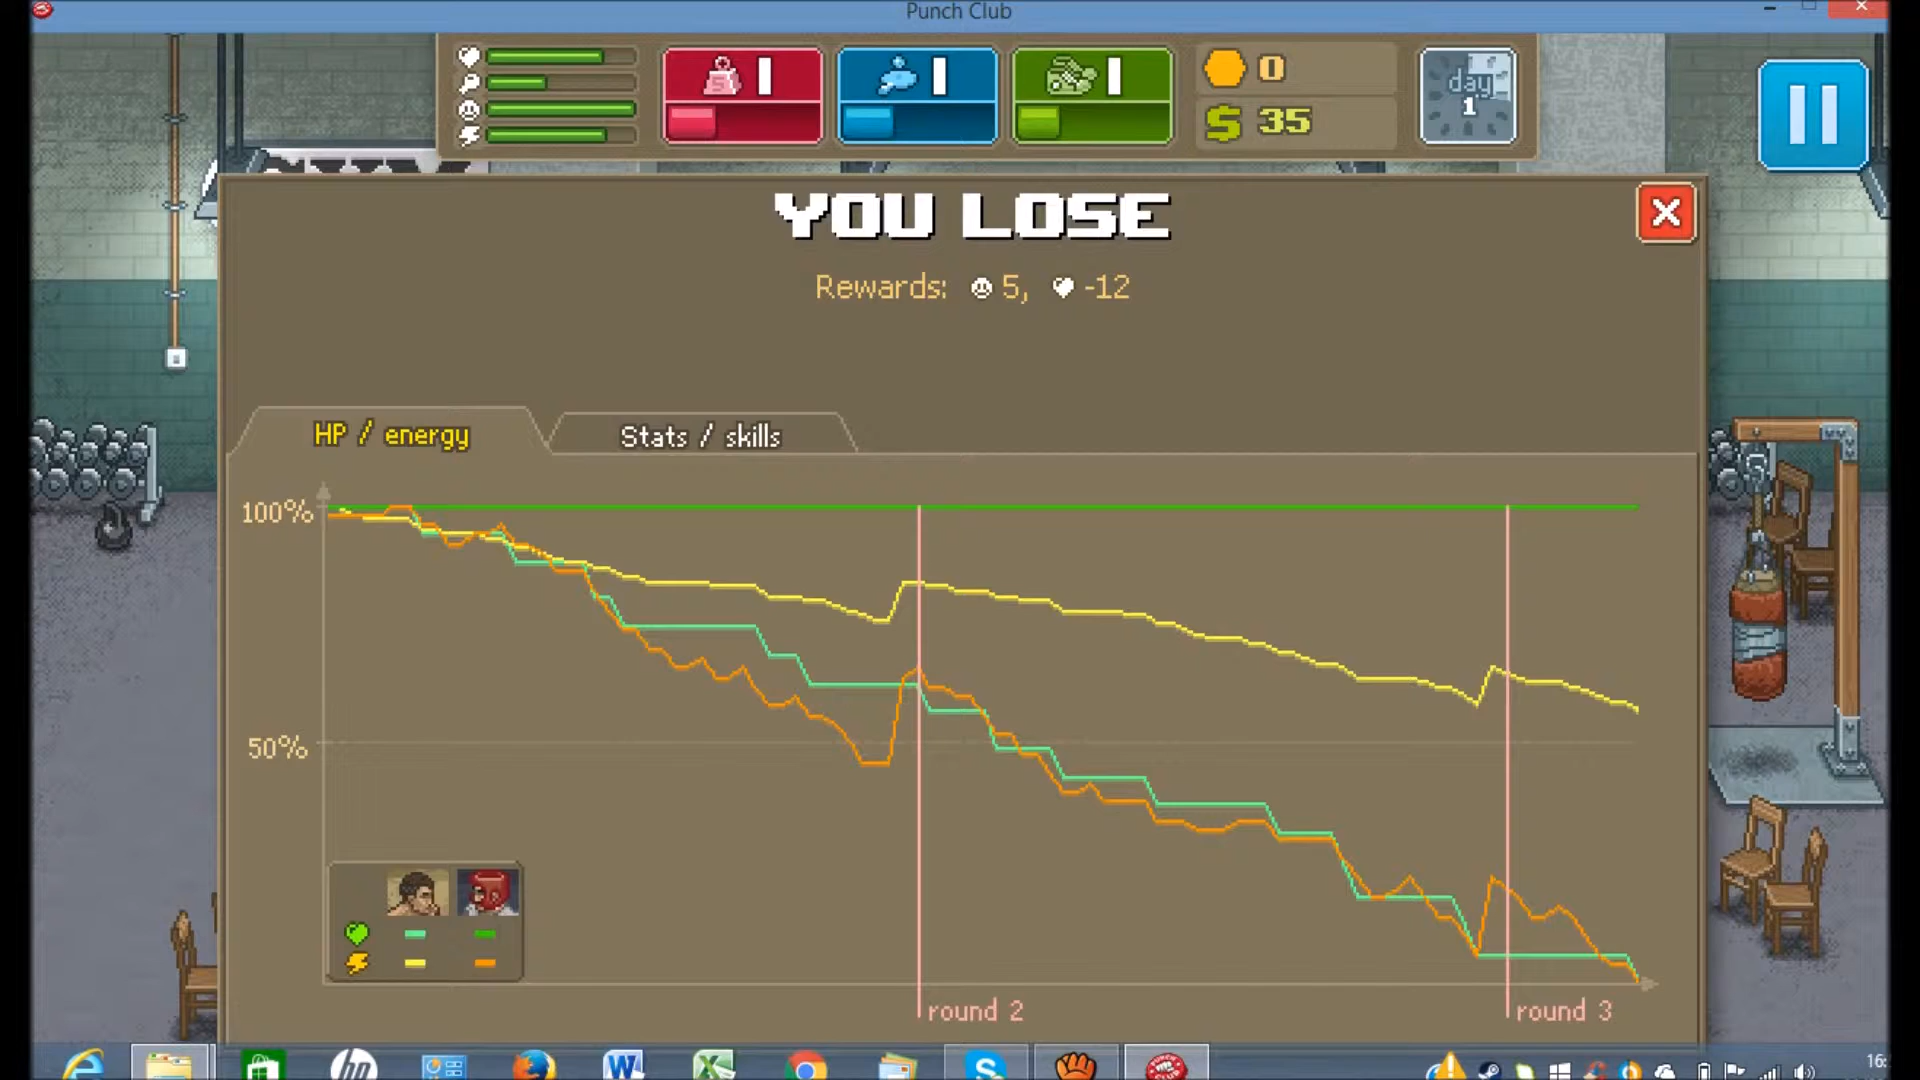 Punch Club
1
1
1
0
$ 35
day
1
YOU LOSE
Rewards: 5, -12
HP / energy
Stats / skills
100%
50%
round 2
round 3
16: